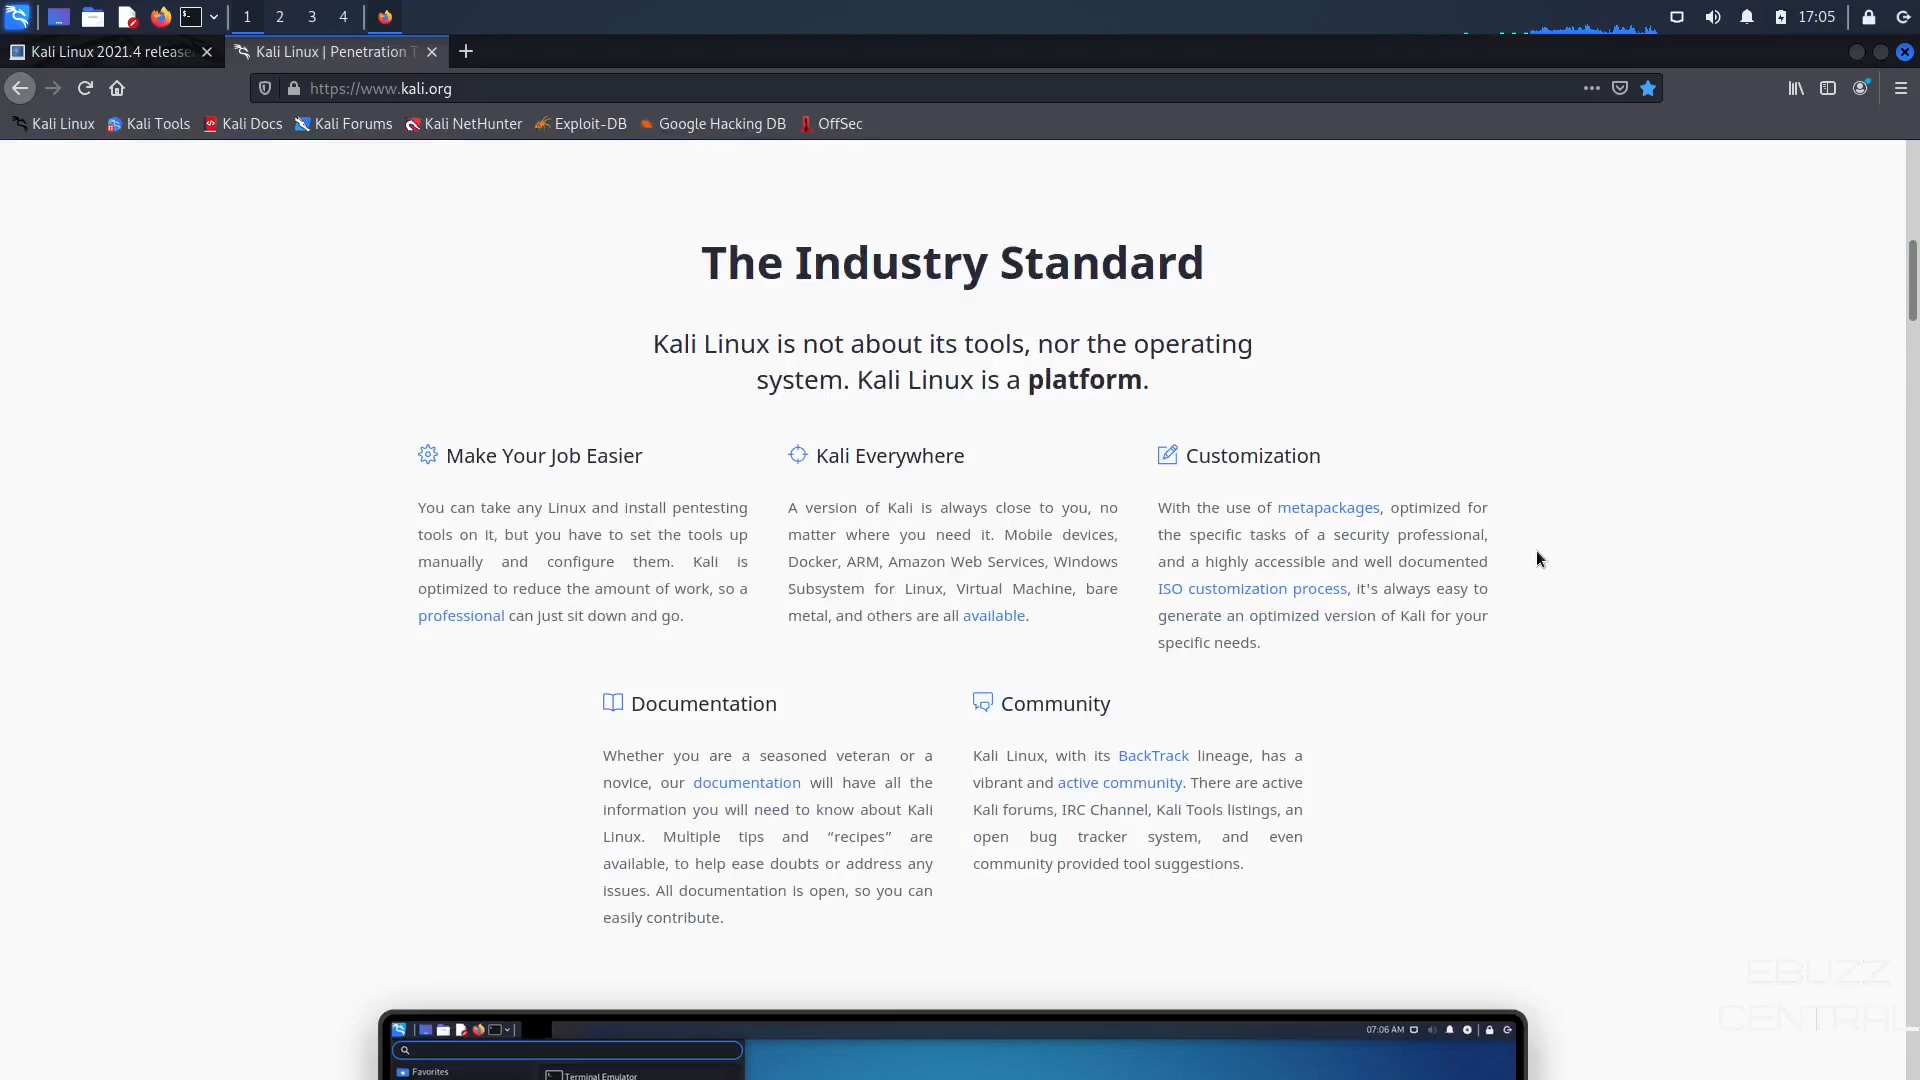 1 2 3 4 17:05
Kali Linux 2021.4 release Kali Linux | Penetration T
https://www.kali.org
Kali Linux Kali Tools Kali Docs Kali Forums Kali NetHunter Exploit-DB Google Hacking DB OffSec
The Industry Standard
Kali Linux is not about its tools, nor the operating
system. Kali Linux is a platform.
Make Your Job Easier
You can take any Linux and install pentesting
tools on it, but you have to set the tools up
manually and configure them. Kali is
optimized to reduce the amount of work, so a
professional can just sit down and go.
Kali Everywhere
A version of Kali is always close to you, no
matter where you need it. Mobile devices,
Docker, ARM, Amazon Web Services, Windows
Subsystem for Linux, Virtual Machine, bare
metal, and others are all available.
Customization
With the use of metapackages, optimized for
the specific tasks of a security professional,
and a highly accessible and well documented
ISO customization process, it's always easy to
generate an optimized version of Kali for your
specific needs.
Documentation
Whether you are a seasoned veteran or a
novice, our documentation will have all the
information you will need to know about Kali
Linux. Multiple tips and “recipes” are
available, to help ease doubts or address any
issues. All documentation is open, so you can
easily contribute.
Community
Kali Linux, with its BackTrack lineage, has a
vibrant and active community. There are active
Kali forums, IRC Channel, Kali Tools listings, an
open bug tracker system, and even
community provided tool suggestions.
EBUZZ
CENTRAL
07:06 AM
Favorites
Terminal Emulator